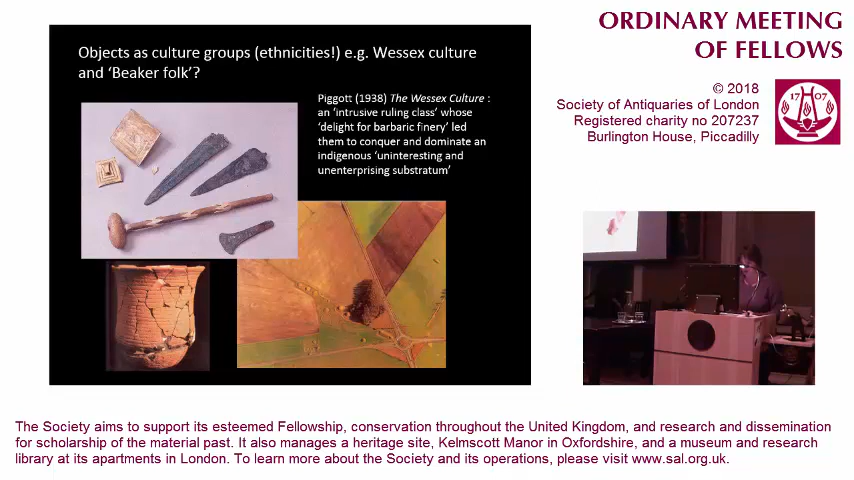 Objects as culture groups (ethnicities!) e.g. Wessex culture
and ‘Beaker folk’?
Piggott (1938) The Wessex Culture :
an ‘intrusive ruling class’ whose
‘delight for barbaric finery’ led
them to conquer and dominate an
indigenous ‘uninteresting and
unenterprising substratum’
ORDINARY MEETING
OF FELLOWS
© 2018
Society of Antiquaries of London
Registered charity no 207237
Burlington House, Piccadilly
1707
The Society aims to support its esteemed Fellowship, conservation throughout the United Kingdom, and research and dissemination
for scholarship of the material past. It also manages a heritage site, Kelmscott Manor in Oxfordshire, and a museum and research
library at its apartments in London. To learn more about the Society and its operations, please visit www.sal.org.uk.